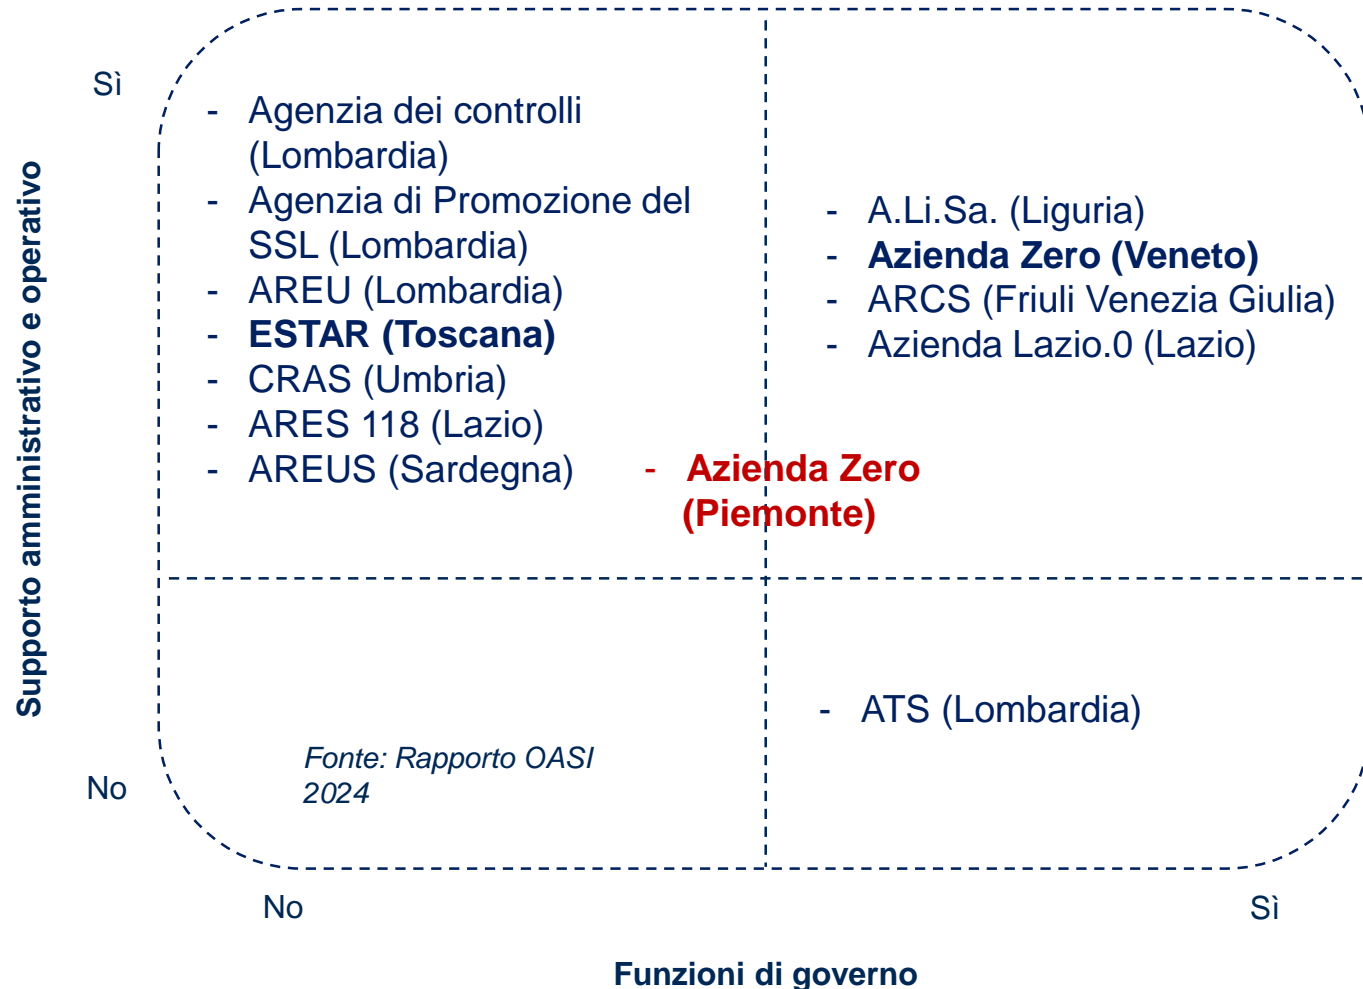 Sì
Supporto amministrativo e operativo
- Agenzia dei controlli
(Lombardia)
- Agenzia di Promozione del
SSL (Lombardia)
- AREU (Lombardia)
- ESTAR (Toscana)
- CRAS (Umbria)
- ARES 118 (Lazio)
- AREUS (Sardegna)
- A.Li.Sa. (Liguria)
- Azienda Zero (Veneto)
- ARCS (Friuli Venezia Giulia)
- Azienda Lazio.0 (Lazio)
- Azienda Zero
(Piemonte)
- ATS (Lombardia)
Fonte: Rapporto OASI
2024
No
No
Sì
Funzioni di governo